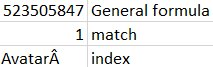 523505847 General formula
1 match
AvatarÂ index